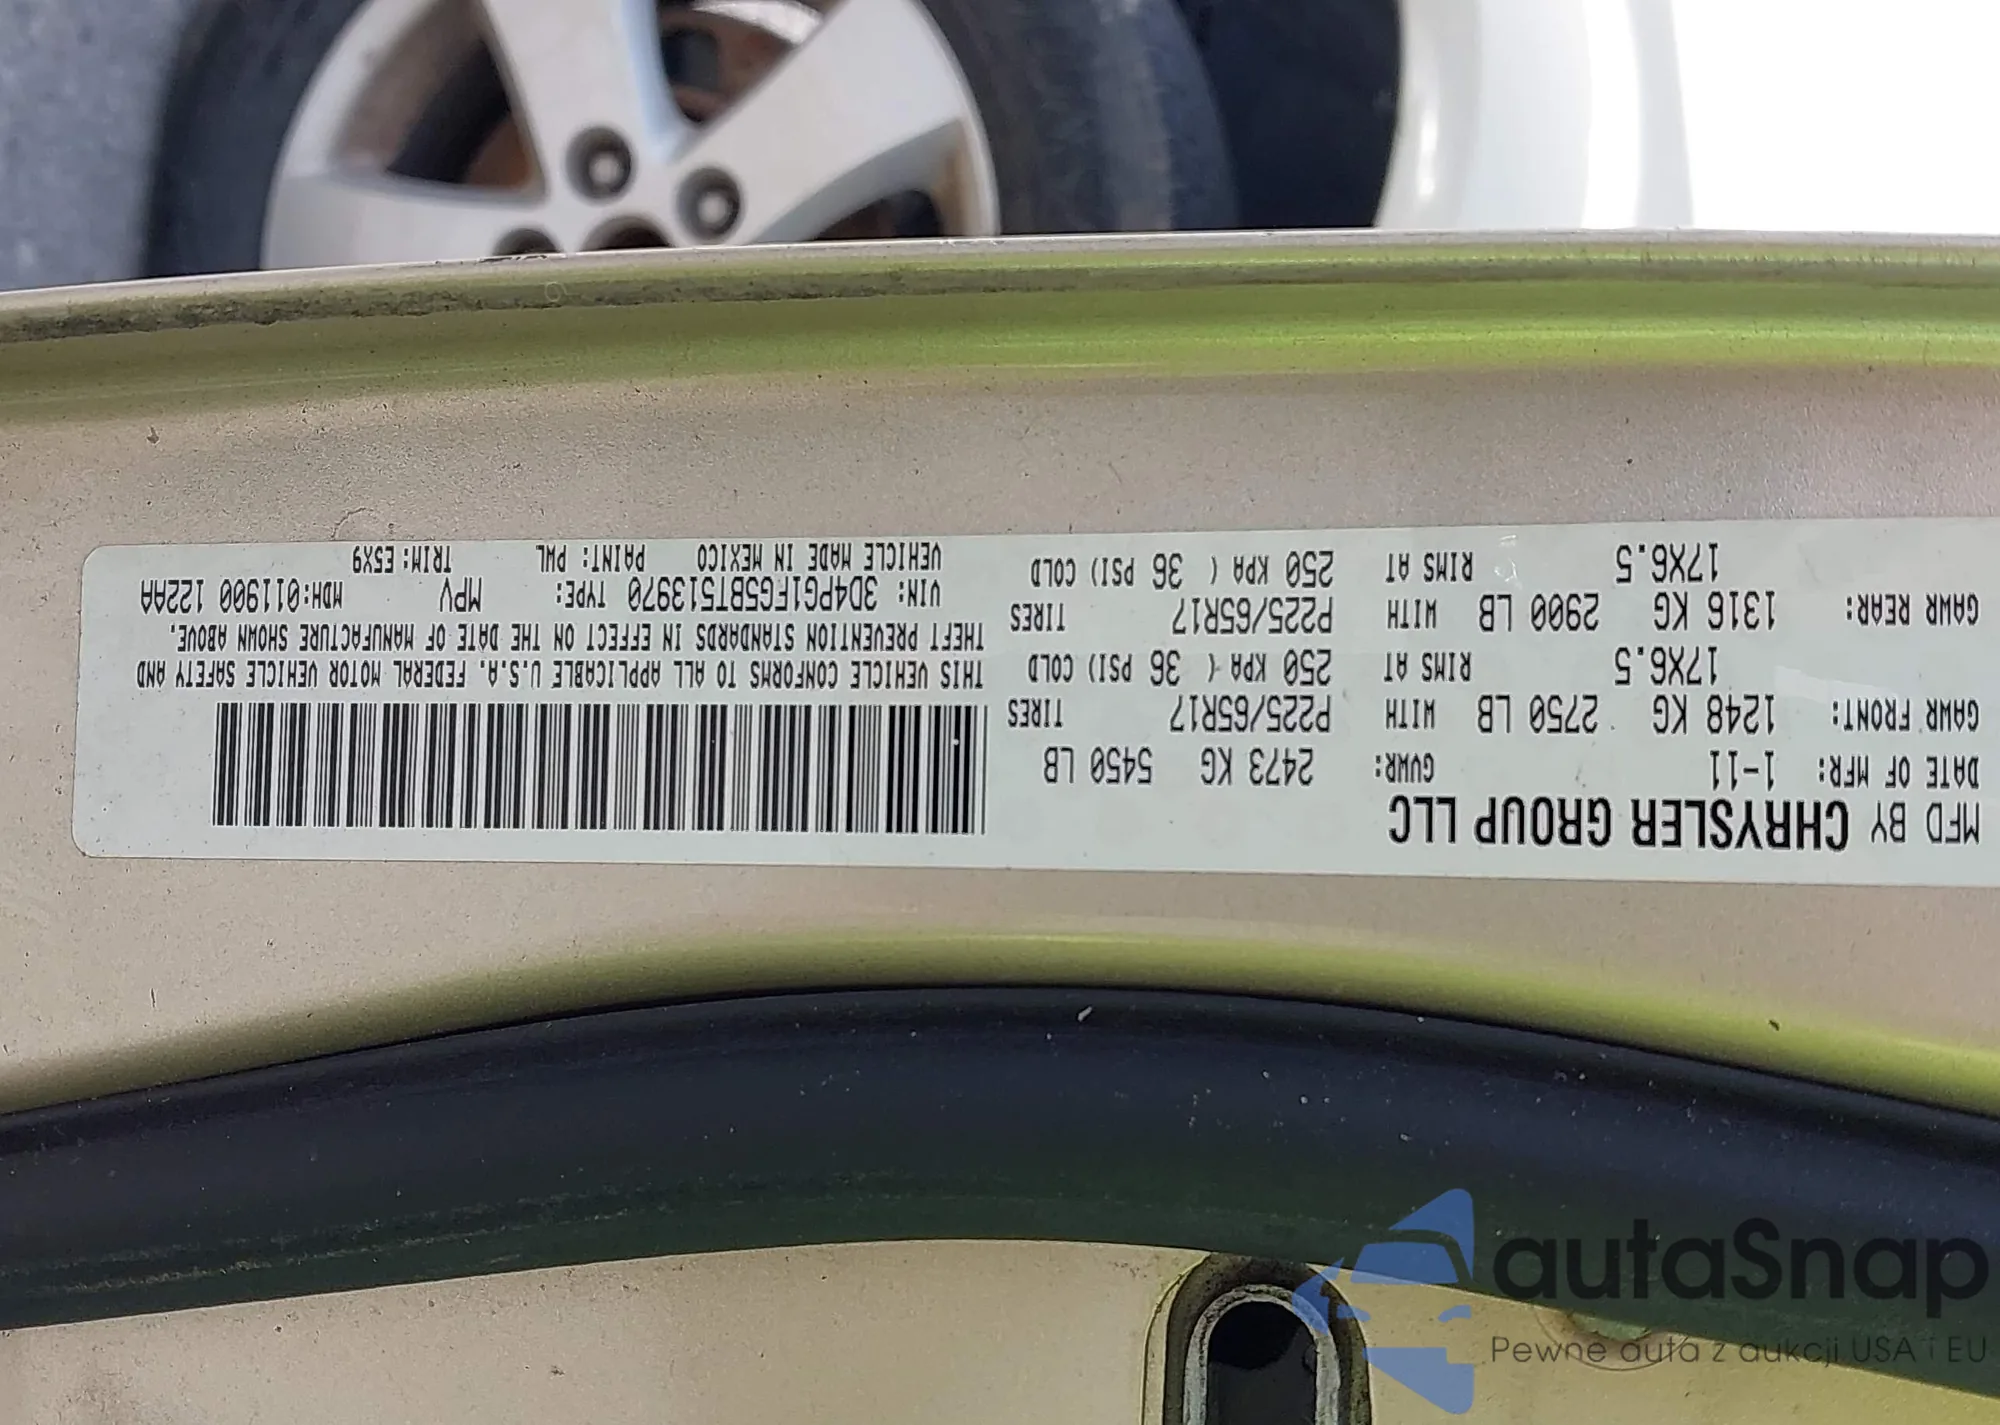 MFD BY CHRYSLER GROUP LLC
DATE OF MFR: 1-11 GVWR: 2473 KG 5450 LB
GAWR FRONT: 1248 KG 2750 LB WITH P225/65R17 TIRES
17X6.5 RIMS AT 250 KPA ( 36 PSI) COLD
GAWR REAR: 1316 KG 2900 LB WITH P225/65R17 TIRES
17X6.5 RIMS AT 250 KPA ( 36 PSI) COLD
THIS VEHICLE CONFORMS TO ALL APPLICABLE U.S.A. FEDERAL MOTOR VEHICLE SAFETY AND
THEFT PREVENTION STANDARDS IN EFFECT ON THE DATE OF MANUFACTURE SHOWN ABOVE.
VIN: 3D4PG1FG5BT513970 TYPE: MPV MDH:011900 122AA
VEHICLE MADE IN MEXICO PAINT: PWL TRIM: E5X9
autaSnap
Pewne auta z aukcji USA i EU